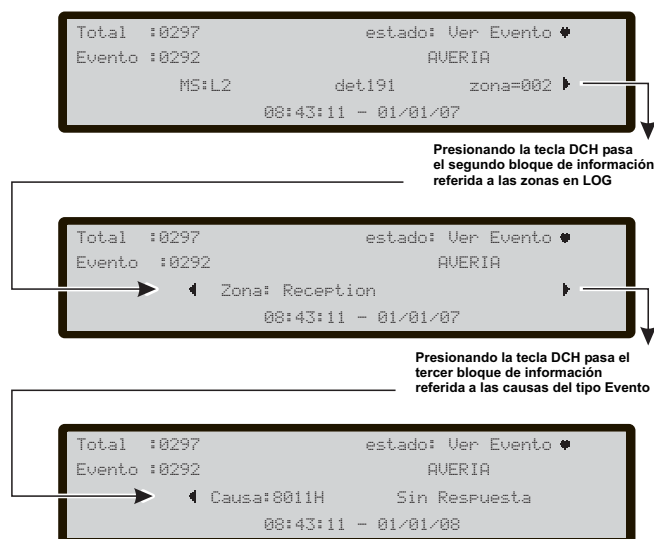 Total :0297 estado: Ver Evento
Evento :0292 AVERIA
MS:L2 det191 zona=002
08:43:11 - 01/01/07
Presionando la tecla DCH pasa
el segundo bloque de información
referida a las zonas en LOG
Total :0297 estado: Ver Evento
Evento :0292 AVERIA
Zona: Reception
08:43:11 - 01/01/07
Presionando la tecla DCH pasa el
tercer bloque de información
referida a las causas del tipo Evento
Total :0297 estado: Ver Evento
Evento :0292 AVERIA
Causa:8011H Sin Respuesta
08:43:11 - 01/01/08